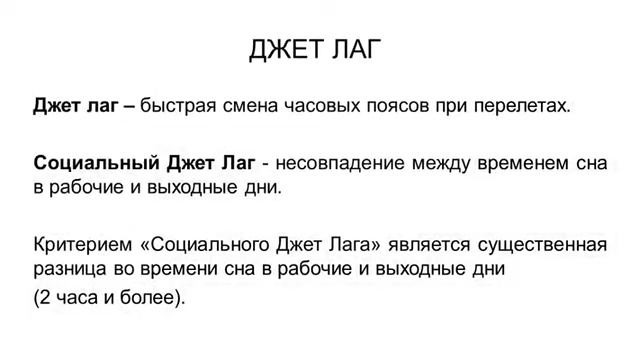 ДЖЕТ ЛАГ
Джет лаг – быстрая смена часовых поясов при перелетах.
Социальный Джет Лаг - несовпадение между временем сна
в рабочие и выходные дни.
Критерием «Социального Джет Лага» является существенная
разница во времени сна в рабочие и выходные дни
(2 часа и более).